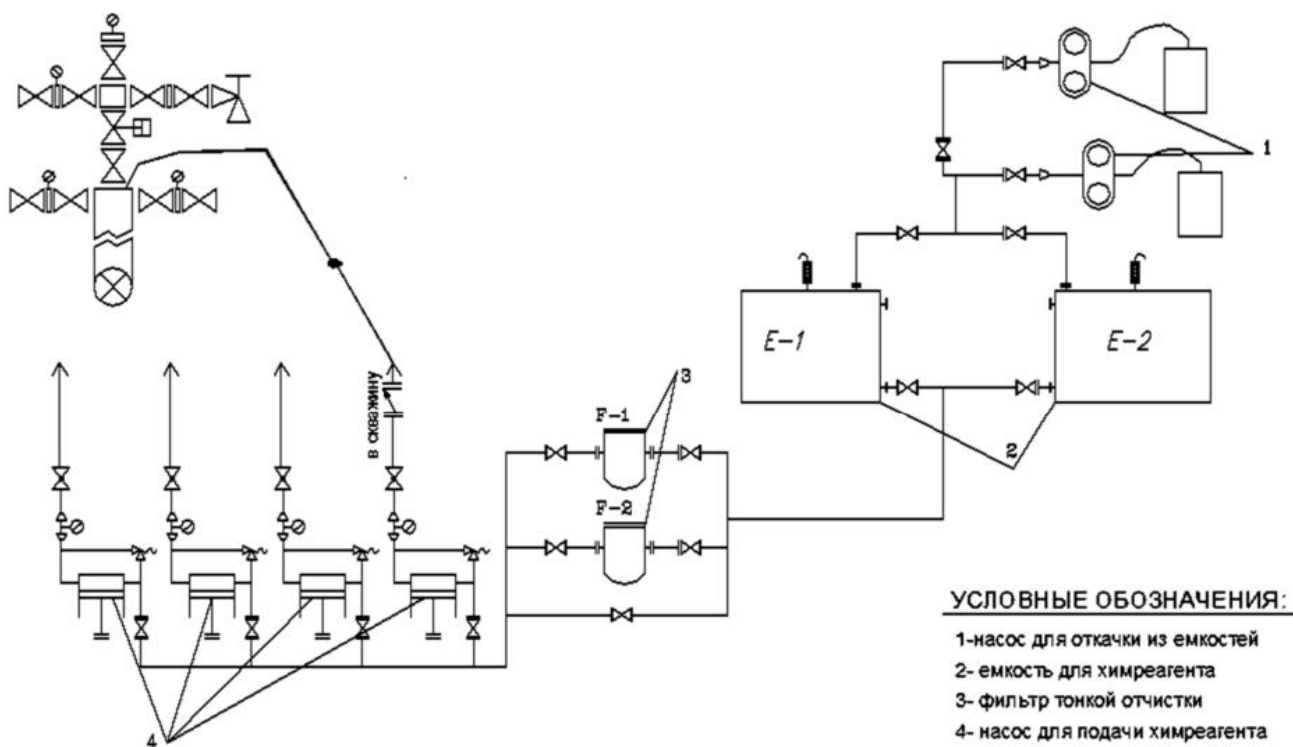 1
E-1
E-2
в скважину
3
F-1
2
F-2
УСЛОВНЫЕ ОБОЗНАЧЕНИЯ:
1-насос для откачки из емкостей
2- емкость для химреагента
3- фильтр тонкой отчистки
4- насос для подачи химреагента
4